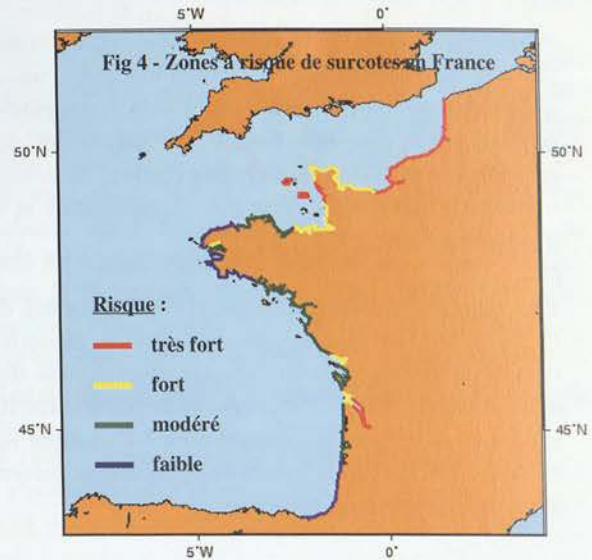 5°W 0°
Fig 4 - Zones à risque de surcotes en France
50°N 50°N
Risque :
très fort
fort
modéré
faible
45°N 45°N
5°W 0°